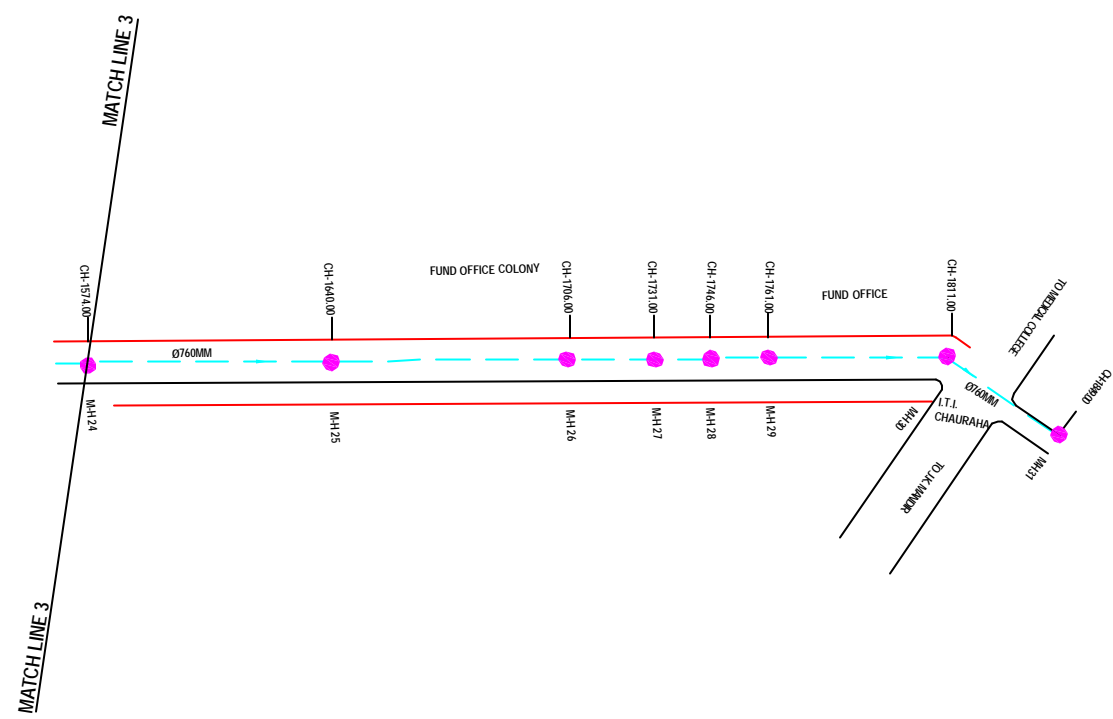 MATCH LINE 3
CH-1574.00
CH-1640.00
FUND OFFICE COLONY
CH-1706.00
CH-1731.00
CH-1746.00
CH-1761.00
FUND OFFICE
CH-1811.00
TO MEDICAL COLLEGE
Ø760MM
Ø760MM
M-H 24
M-H 25
M-H 26
M-H 27
M-H 28
M-H 29
MH30
I.T.I.
CHAURAHA
MH31
TO J.K. MANDIR
MATCH LINE 3